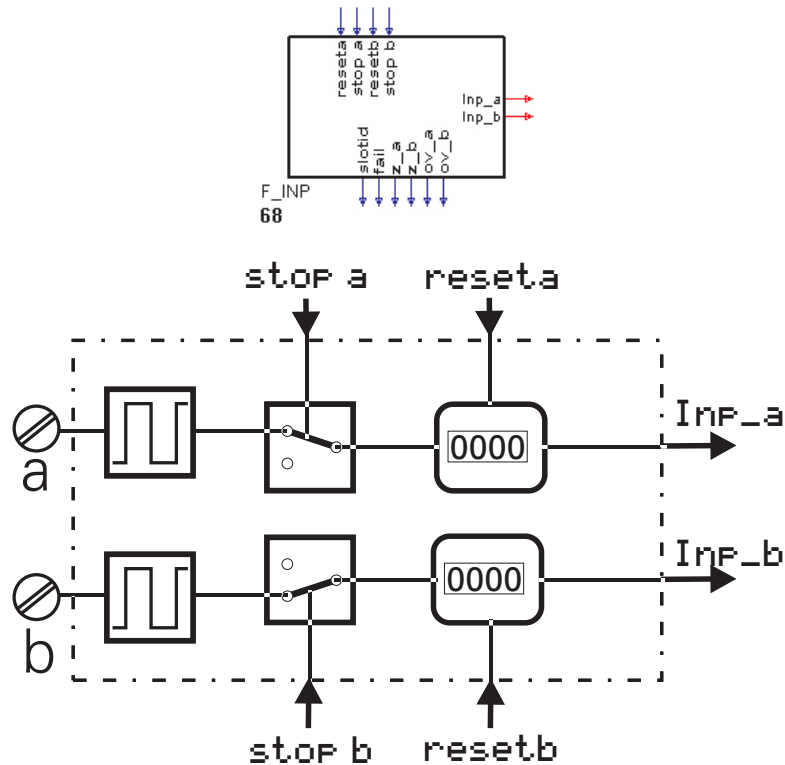 reseta
stop a
resetb
stop b
Inp_a
Inp_b
slotid
fail
z_a
z_b
ov_a
ov_b
F_INP
68
stop a reseta
Inp_a
0000
a
Inp_b
0000
b
stop b resetb